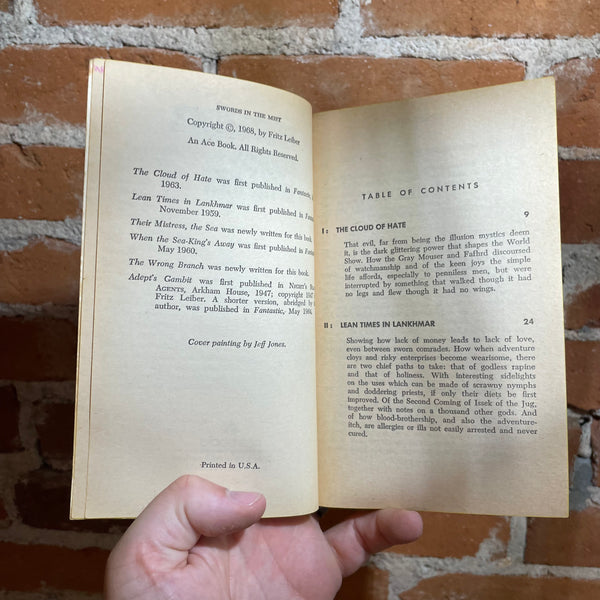 SWORDS IN THE MIST
Copyright ©, 1968, by Fritz Leiber
An Ace Book. All Rights Reserved.
The Cloud of Hate was first published in Fantastic,
1963.
Lean Times in Lankhmar was first published in
November 1959.
Their Mistress, the Sea was newly written for this book.
When the Sea-King's Away was first published in
May 1960.
The Wrong Branch was newly written for this book.
Adept's Gambit was first published in NIGHT'S
AGENTS, Arkham House, 1947; copyright 1947
Fritz Leiber. A shorter version, abridged by
author, was published in Fantastic, May 1964.
Cover painting by Jeff Jones.
Printed in U.S.A.
TABLE OF CONTENTS
I: THE CLOUD OF HATE 9
That evil, far from being the illusion mystics deem
it, is the dark glittering power that shapes the World
Show. How the Gray Mouser and Fafhrd discoursed
of watchmanship and of the keen joys the simple
life affords, especially to penniless men, but were
interrupted by something that walked though it had
no legs and flew though it had no wings.
II: LEAN TIMES IN LANKHMAR 24
Showing how lack of money leads to lack of love,
even between sworn comrades. How when adventure
cloys and risky enterprises become wearisome, there
are two chief paths to take: that of godless rapine
and that of holiness. With interesting sidelights
on the uses which can be made of scrawny nymphs
and doddering priests, if only their diets be first
improved. Of the Second Coming of Issek of the Jug,
together with notes on a thousand other gods. And
of how blood-brothership, and also the adventure-
itch, are allergies or ills not easily arrested and never
cured.